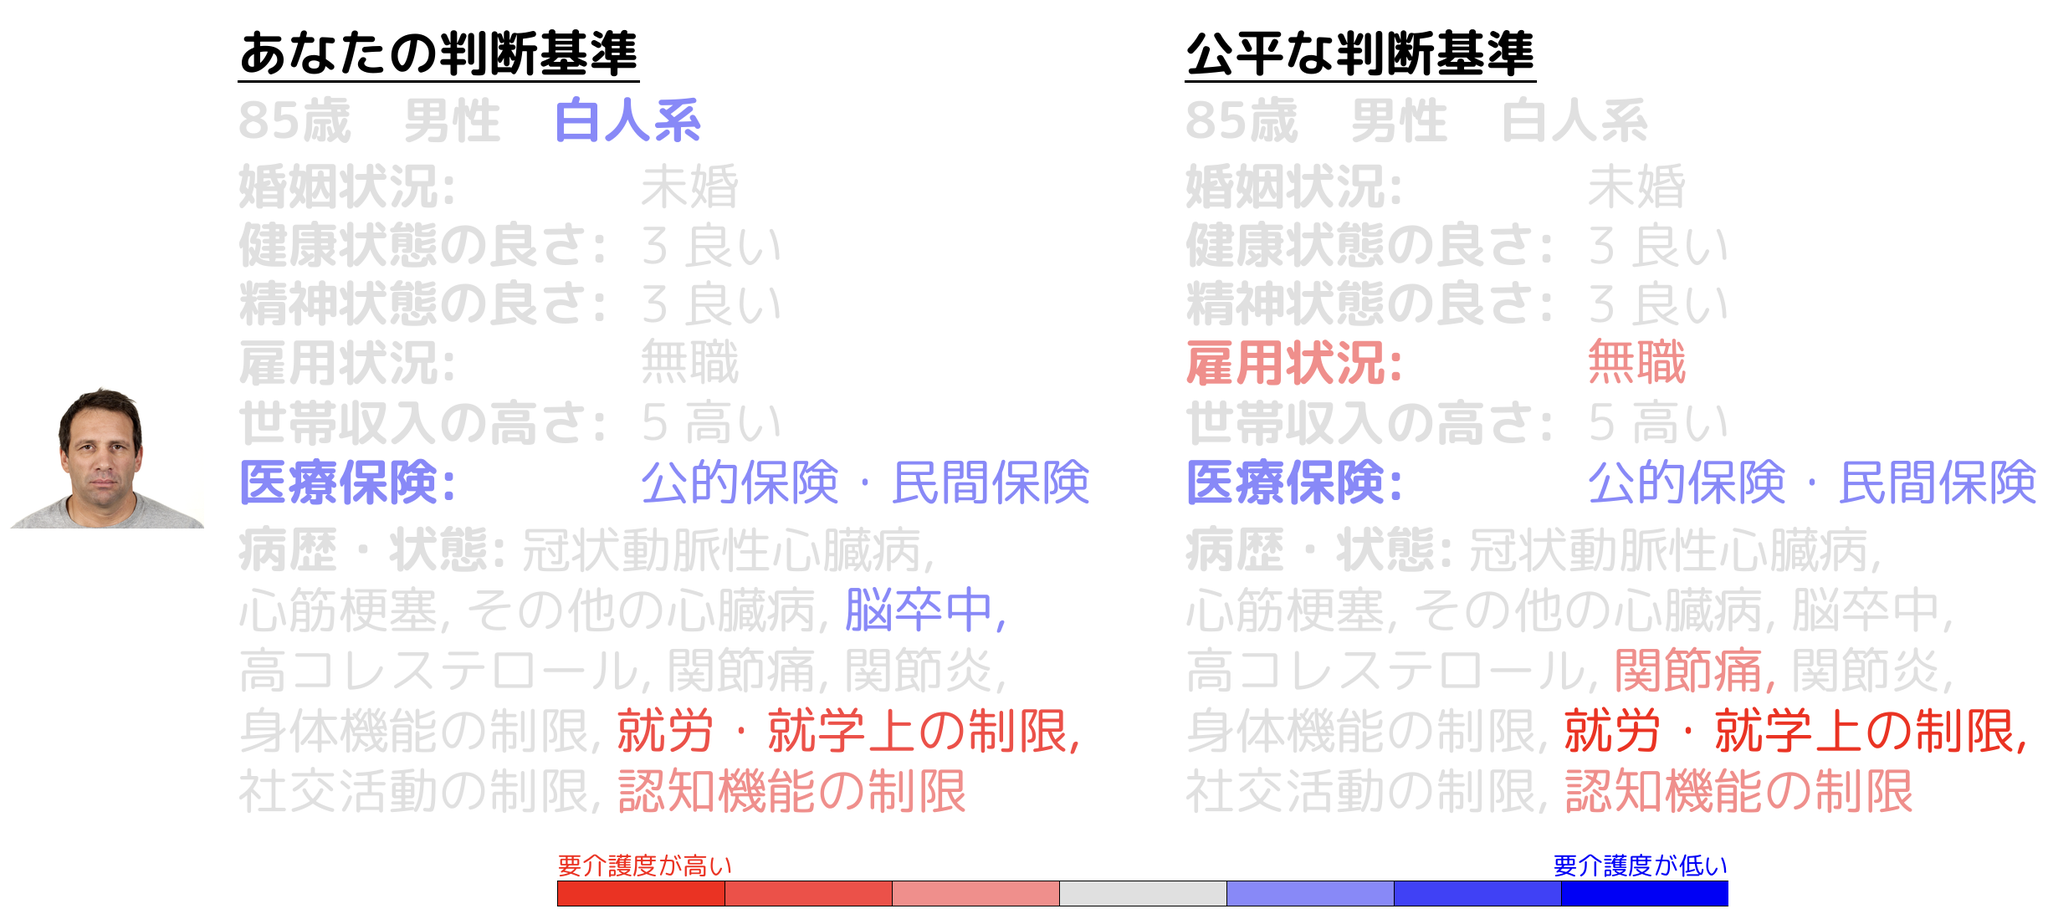 あなたの判断基準
85歳 男性 白人系
婚姻状況: 未婚
健康状態の良さ: 3 良い
精神状態の良さ: 3 良い
雇用状況: 無職
世帯収入の高さ: 5 高い
医療保険: 公的保険・民間保険
病歴・状態: 冠状動脈性心臓病,
心筋梗塞, その他の心臓病, 脳卒中,
高コレステロール, 関節痛, 関節炎,
身体機能の制限, 就労・就学上の制限,
社交活動の制限, 認知機能の制限
公平な判断基準
85歳 男性 白人系
婚姻状況: 未婚
健康状態の良さ: 3 良い
精神状態の良さ: 3 良い
雇用状況: 無職
世帯収入の高さ: 5 高い
医療保険: 公的保険・民間保険
病歴・状態: 冠状動脈性心臓病,
心筋梗塞, その他の心臓病, 脳卒中,
高コレステロール, 関節痛, 関節炎,
身体機能の制限, 就労・就学上の制限,
社交活動の制限, 認知機能の制限
要介護度が高い
要介護度が低い